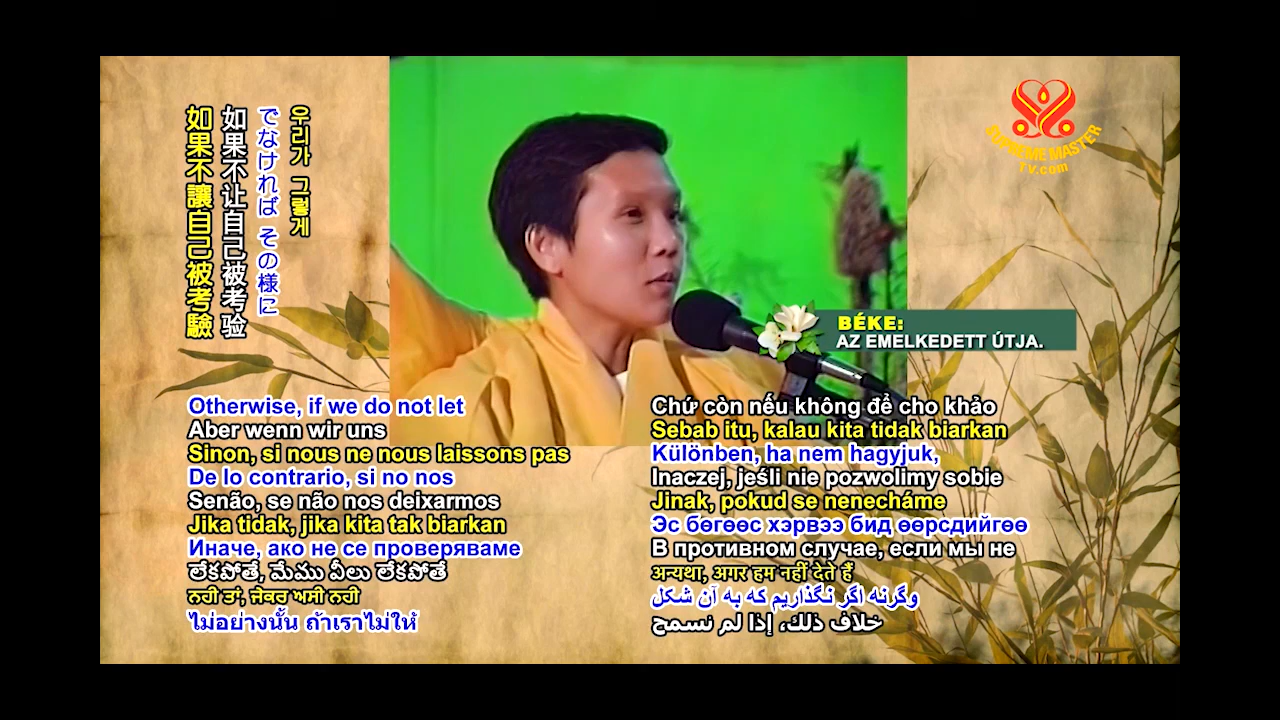 우리가 그렇게
でなければ その様に
如果不让自己被考验
如果不讓自己被考驗
SUPREME MASTER
TV.com
BÉKE:
AZ EMELKEDETT ÚTJA.
Otherwise, if we do not let
Aber wenn wir uns
Sinon, si nous ne nous laissons pas
De lo contrario, si no nos
Senão, se não nos deixarmos
Jika tidak, jika kita tak biarkan
Иначе, ако не се проверяваме
లేకపోతే, మేము వీలు లేకపోతే
ਨਹੀ ਤਾਂ, ਜੇਕਰ ਅਸੀ ਨਹੀ
ไม่อย่างนั้น ถ้าเราไม่ให้
Chứ còn nếu không để cho khảo
Sebab itu, kalau kita tidak biarkan
Különben, ha nem hagyjuk,
Inaczej, jeśli nie pozwolimy sobie
Jinak, pokud se nenecháme
Эс бөгөөс хэрвээ бид өөрсдийгөө
В противном случае, если мы не
अन्यथा, अगर हम नहीं देते हैं
وگرنه اگر نگذاریم که به آن شکل
خلاف ذلك، إذا لم نسمح